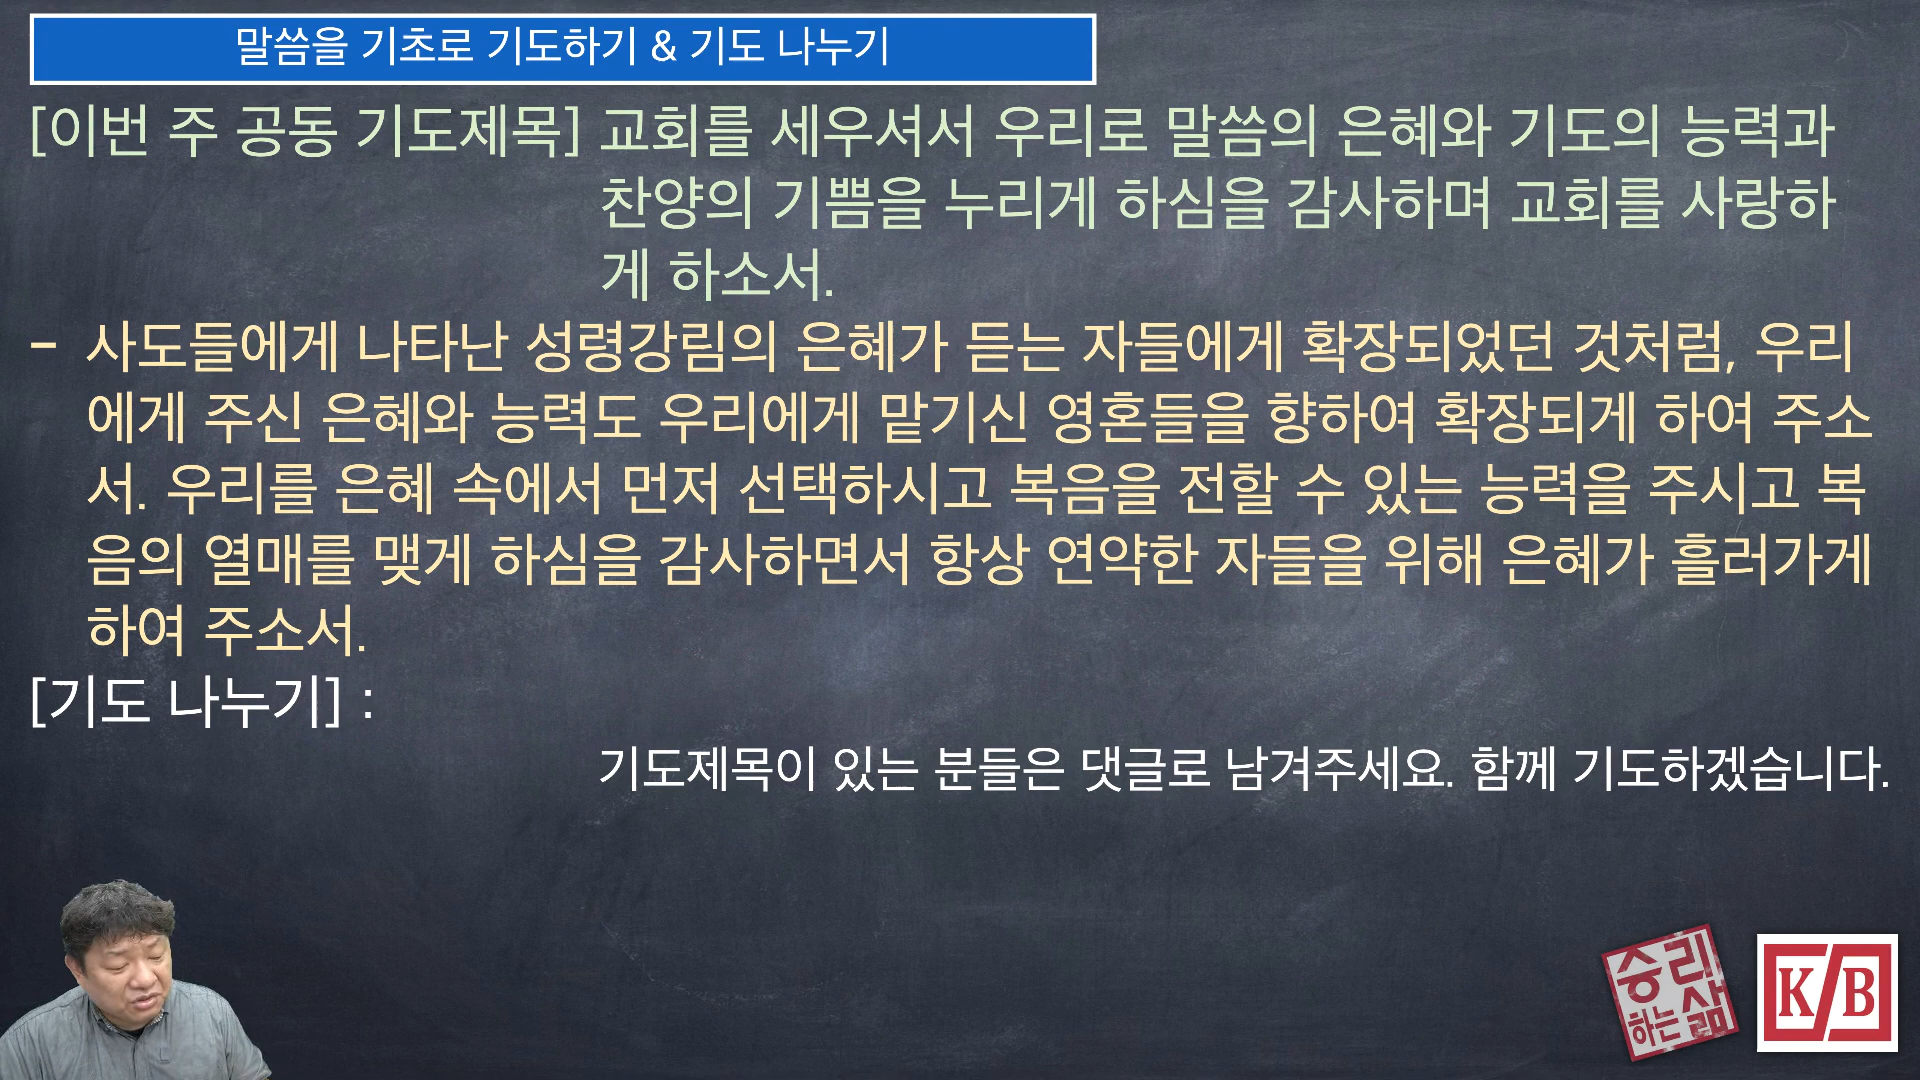 말씀을 기초로 기도하기 & 기도 나누기
[이번 주 공동 기도제목] 교회를 세우셔서 우리로 말씀의 은혜와 기도의 능력과
찬양의 기쁨을 누리게 하심을 감사하며 교회를 사랑하
게 하소서.
- 사도들에게 나타난 성령강림의 은혜가 듣는 자들에게 확장되었던 것처럼, 우리
에게 주신 은혜와 능력도 우리에게 맡기신 영혼들을 향하여 확장되게 하여 주소
서. 우리를 은혜 속에서 먼저 선택하시고 복음을 전할 수 있는 능력을 주시고 복
음의 열매를 맺게 하심을 감사하면서 항상 연약한 자들을 위해 은혜가 흘러가게
하여 주소서.
[기도 나누기] :
기도제목이 있는 분들은 댓글로 남겨주세요. 함께 기도하겠습니다.
승리
하는 삶
K/B